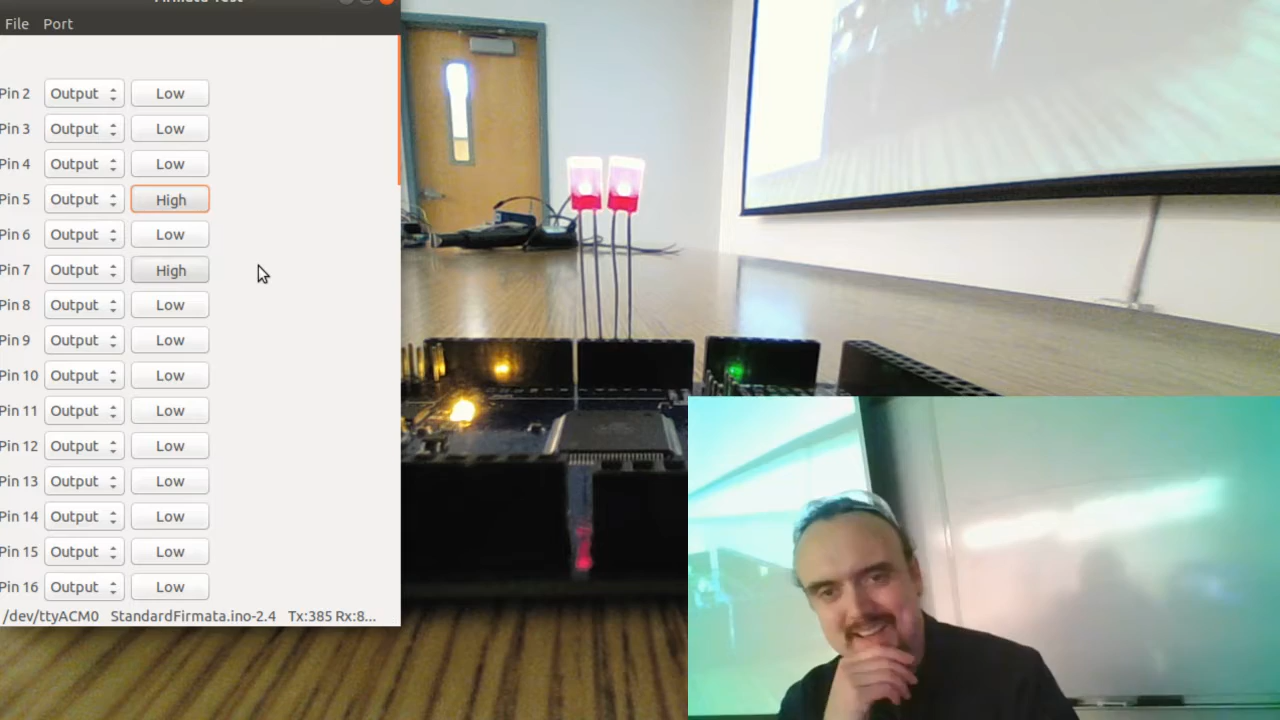 Firmata Test
File Port
Pin 2 Output Low
Pin 3 Output Low
Pin 4 Output Low
Pin 5 Output High
Pin 6 Output Low
Pin 7 Output High
Pin 8 Output Low
Pin 9 Output Low
Pin 10 Output Low
Pin 11 Output Low
Pin 12 Output Low
Pin 13 Output Low
Pin 14 Output Low
Pin 15 Output Low
Pin 16 Output Low
/dev/ttyACM0 StandardFirmata.ino-2.4 Tx:385 Rx:8...